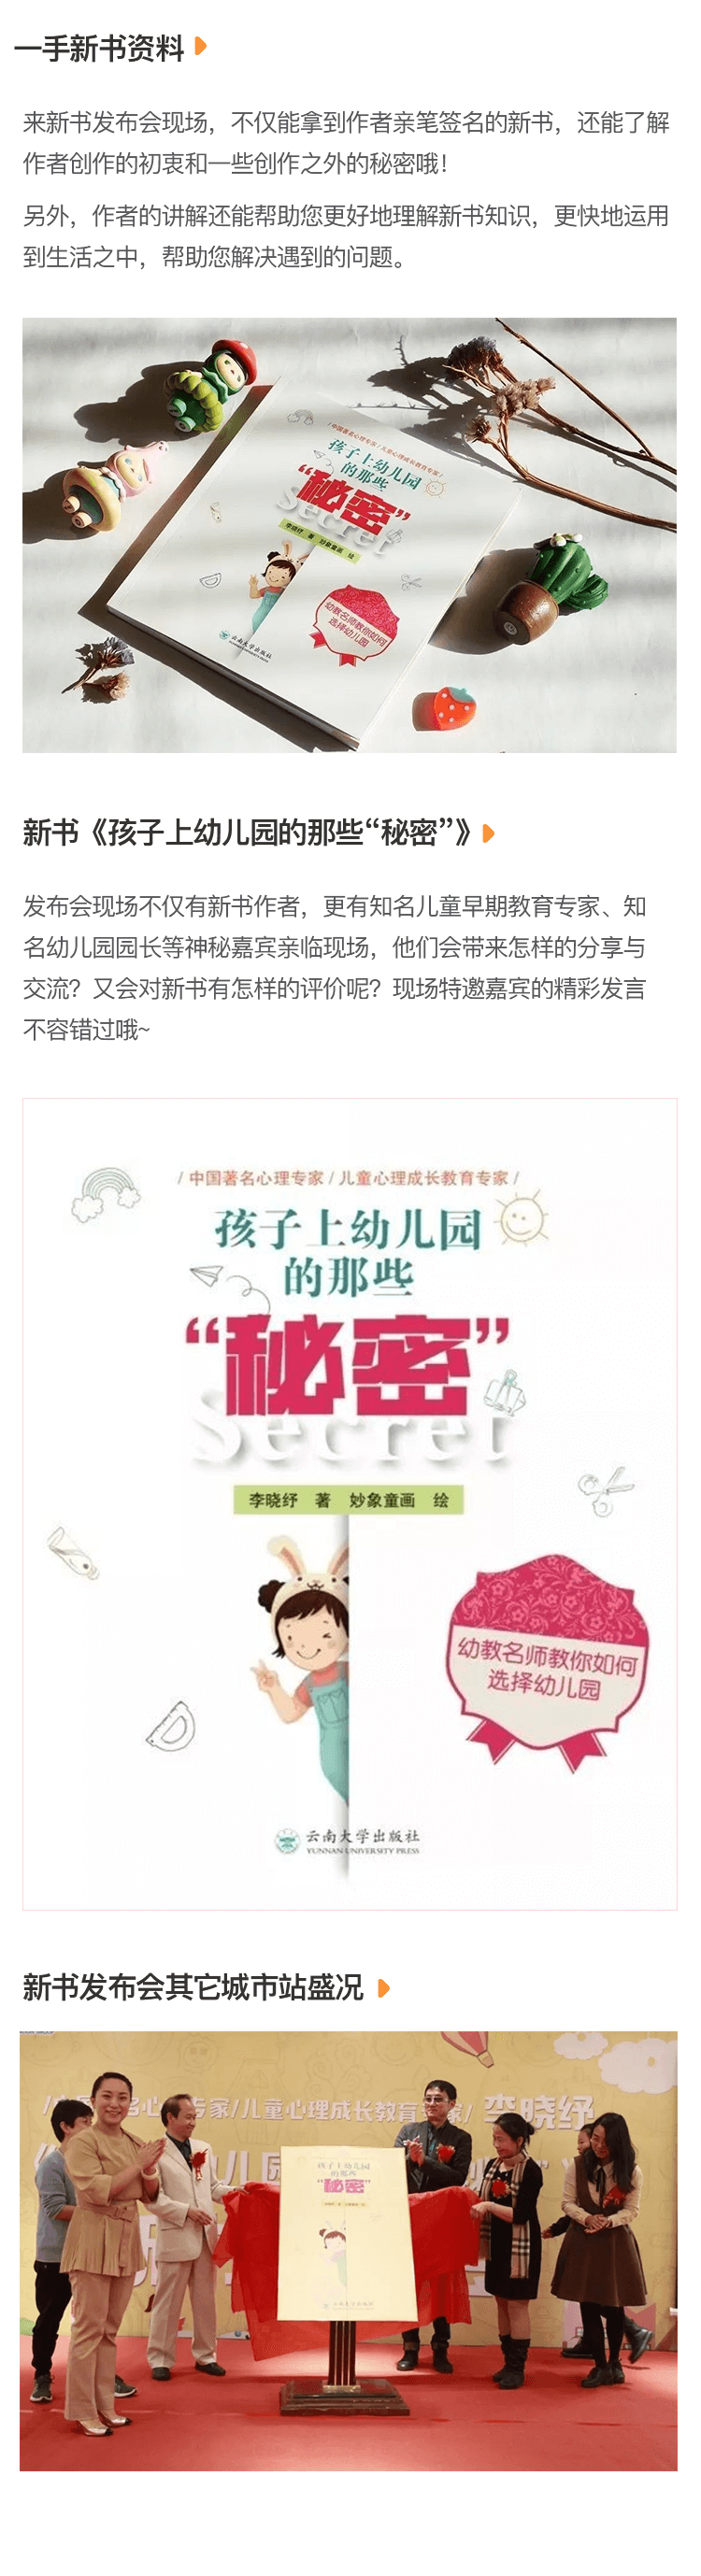 一手新书资料
来新书发布会现场，不仅能拿到作者亲笔签名的新书，还能了解
作者创作的初衷和一些创作之外的秘密哦！
另外，作者的讲解还能帮助您更好地理解新书知识，更快地运用
到生活之中，帮助您解决遇到的问题。
/ 中国著名心理专家 / 儿童心理成长教育专家 /
孩子上幼儿园
的那些
“秘密”
Secret
李晓纾 著 妙象童画 绘
幼教名师教你如何
选择幼儿园
云南大学出版社
YUNNAN UNIVERSITY PRESS
新书《孩子上幼儿园的那些“秘密”》
发布会现场不仅有新书作者，更有知名儿童早期教育专家、知
名幼儿园园长等神秘嘉宾亲临现场，他们会带来怎样的分享与
交流？又会对新书有怎样的评价呢？现场特邀嘉宾的精彩发言
不容错过哦~
/ 中国著名心理专家 / 儿童心理成长教育专家 /
孩子上幼儿园
的那些
“秘密”
Secret
李晓纾 著 妙象童画 绘
幼教名师教你如何
选择幼儿园
云南大学出版社
YUNNAN UNIVERSITY PRESS
新书发布会其它城市站盛况
专家/儿童心理成长教育 家/ 李晓纾
孩子上幼儿园
的那些
“秘密”
云南大学出版社